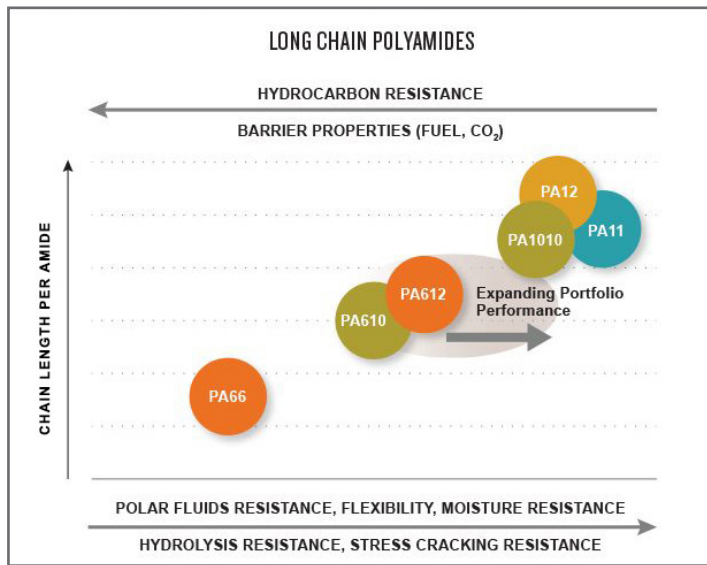 LONG CHAIN POLYAMIDES
HYDROCARBON RESISTANCE
BARRIER PROPERTIES (FUEL, CO₂)
CHAIN LENGTH PER AMIDE
PA12
PA11
PA1010
PA612
PA610
Expanding Portfolio
Performance
PA66
POLAR FLUIDS RESISTANCE, FLEXIBILITY, MOISTURE RESISTANCE
HYDROLYSIS RESISTANCE, STRESS CRACKING RESISTANCE